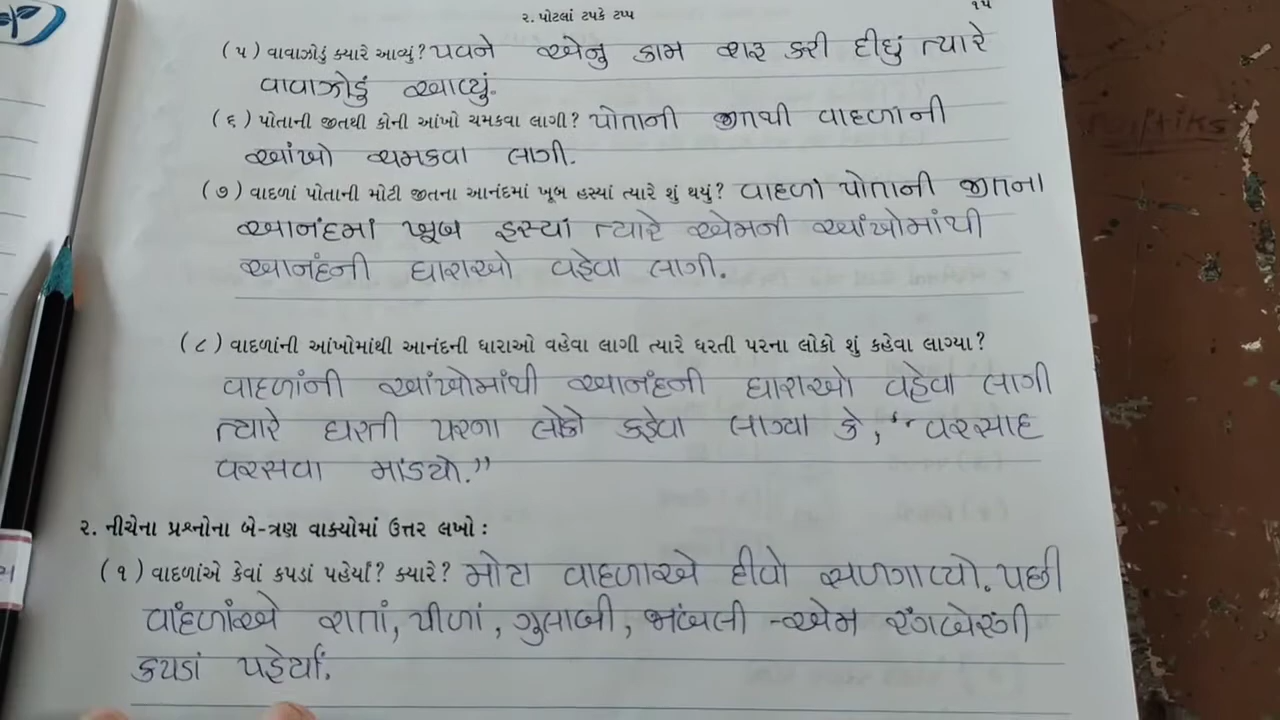 ૨. પોટલાં ટપકે ટપ્પ
૧૫
(૫) વાવાઝોડું ક્યારે આવ્યું? પવને એનુ કામ શરૂ કરી દીધું ત્યારે
વાવાઝોડું આવ્યું.
(૬) પોતાની જીતથી કોની આંખો ચમકવા લાગી? પોતાની જીતથી વાદળાંની
આંખો ચમકવા લાગી.
(૭) વાદળાં પોતાની મોટી જીતના આનંદમાં ખૂબ હસ્યાં ત્યારે શું થયું? વાદળાં પોતાની જીતના
આનંદમાં ખૂબ હસ્યાં ત્યારે એમની આંખોમાંથી
આનંદની ધારાઓ વહેવા લાગી.
(૮) વાદળાંની આંખોમાંથી આનંદની ધારાઓ વહેવા લાગી ત્યારે ધરતી પરના લોકો શું કહેવા લાગ્યા?
વાદળાંની આંખોમાંથી આનંદની ધારાઓ વહેવા લાગી
ત્યારે ધરતી પરના લોકો કહેવા લાગ્યા કે, "વરસાદ
વરસવા માંડ્યો."
૨. નીચેના પ્રશ્નોના બે-ત્રણ વાક્યોમાં ઉત્તર લખો :
(૧) વાદળાંએ કેવાં કપડાં પહેર્યાં? ક્યારે? મોટા વાદળાએ દીવો સળગાવ્યો. પછી
વાંદળાંએ રાતાં, પીળાં, ગુલાબી, જાંબલી -એમ રંગબેરંગી
કપડાં પહેર્યાં.